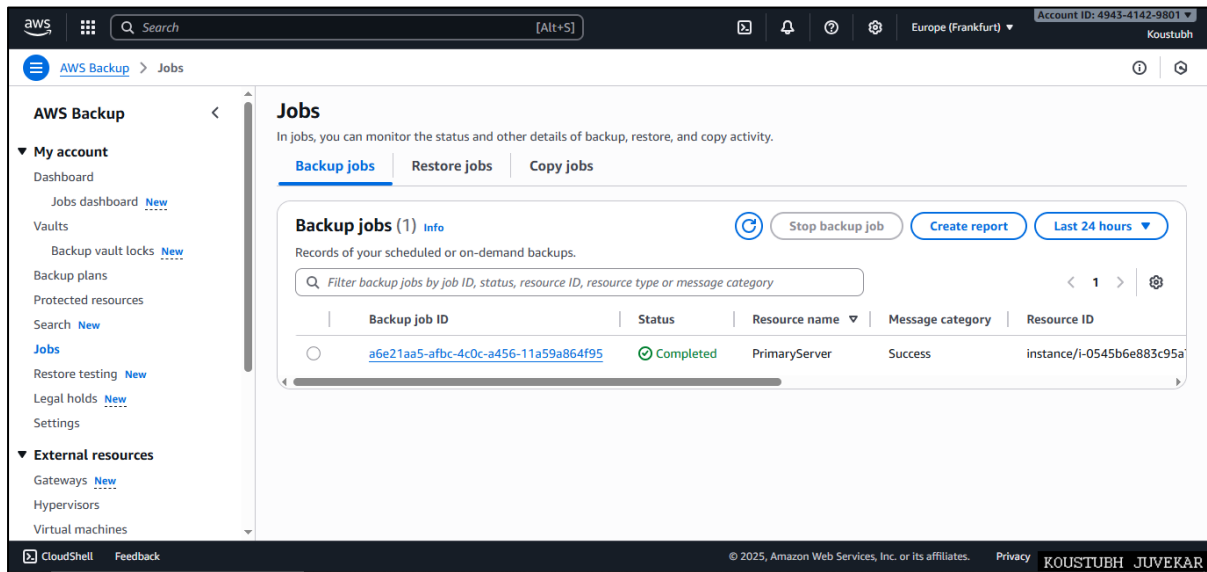 aws
Search [Alt+S]
Europe (Frankfurt) ▼
Account ID: 4943-4142-9801 ▼
Koustubh
AWS Backup > Jobs
AWS Backup
My account
Dashboard
Jobs dashboard New
Vaults
Backup vault locks New
Backup plans
Protected resources
Search New
Jobs
Restore testing New
Legal holds New
Settings
External resources
Gateways New
Hypervisors
Virtual machines
Jobs
In jobs, you can monitor the status and other details of backup, restore, and copy activity.
Backup jobs Restore jobs Copy jobs
Backup jobs (1) Info
Stop backup job Create report Last 24 hours ▼
Records of your scheduled or on-demand backups.
Filter backup jobs by job ID, status, resource ID, resource type or message category
< 1 >
Backup job ID Status Resource name Message category Resource ID
a6e21aa5-afbc-4c0c-a456-11a59a864f95 Completed PrimaryServer Success instance/i-0545b6e883c95a
CloudShell Feedback © 2025, Amazon Web Services, Inc. or its affiliates. Privacy
KOUSTUBH JUVEKAR